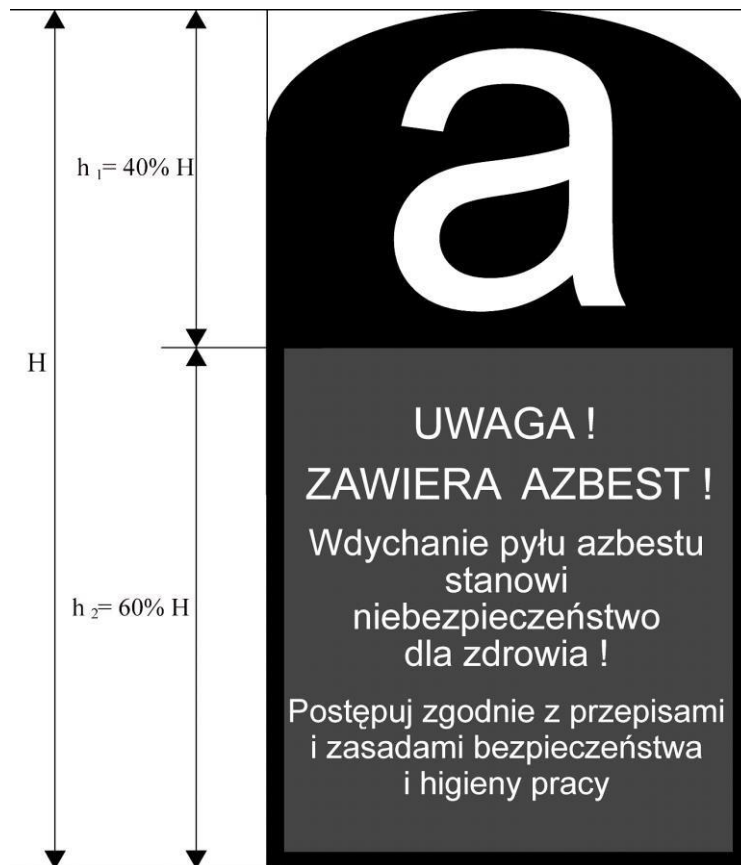 h 1= 40% H
a
H
UWAGA !
ZAWIERA AZBEST !
Wdychanie pyłu azbestu
stanowi
niebezpieczeństwo
dla zdrowia !
h 2= 60% H
Postępuj zgodnie z przepisami
i zasadami bezpieczeństwa
i higieny pracy